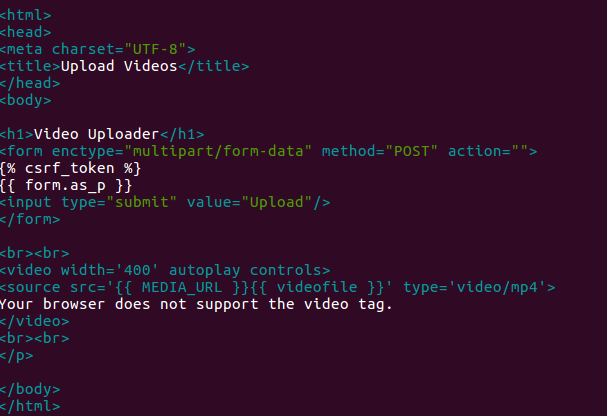 <html>
<head>
<meta charset="UTF-8">
<title>Upload Videos</title>
</head>
<body>
<h1>Video Uploader</h1>
<form enctype="multipart/form-data" method="POST" action="">
{% csrf_token %}
{{ form.as_p }}
<input type="submit" value="Upload"/>
</form>
<br><br>
<video width='400' autoplay controls>
<source src='{{ MEDIA_URL }}{{ videofile }}' type='video/mp4'>
Your browser does not support the video tag.
</video>
<br><br>
</p>
</body>
</html>